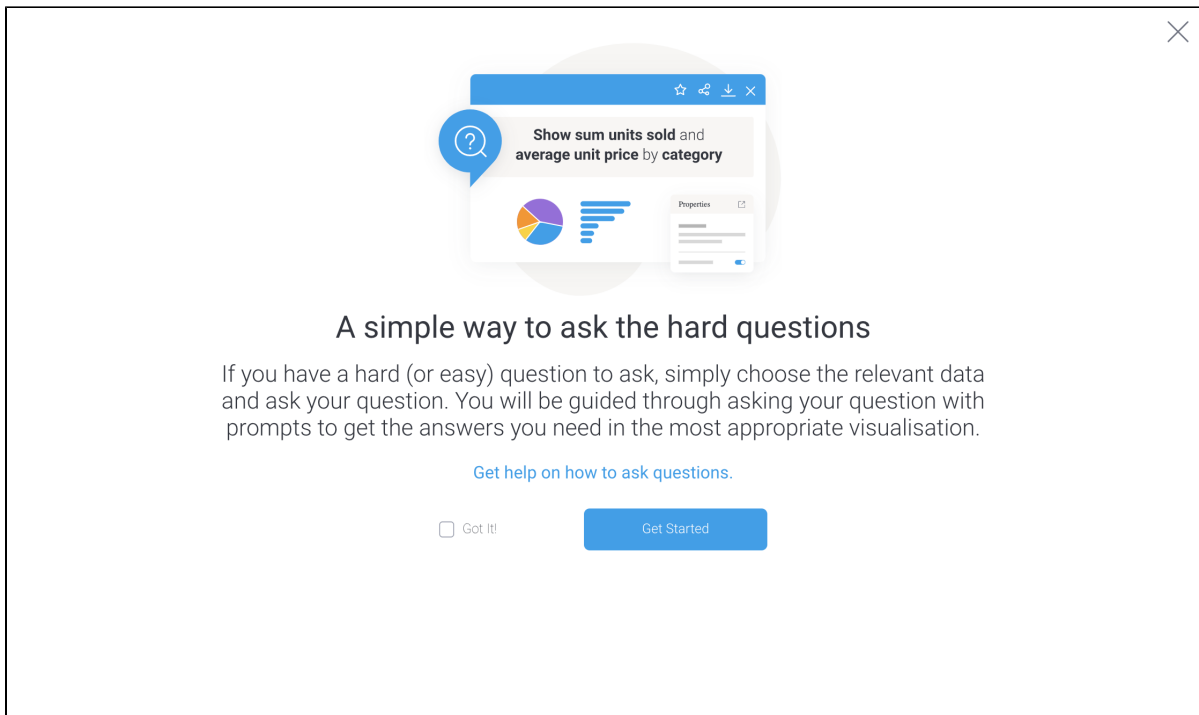 Show sum units sold and
average unit price by category
Properties
A simple way to ask the hard questions
If you have a hard (or easy) question to ask, simply choose the relevant data
and ask your question. You will be guided through asking your question with
prompts to get the answers you need in the most appropriate visualisation.
Get help on how to ask questions.
Got It!
Get Started